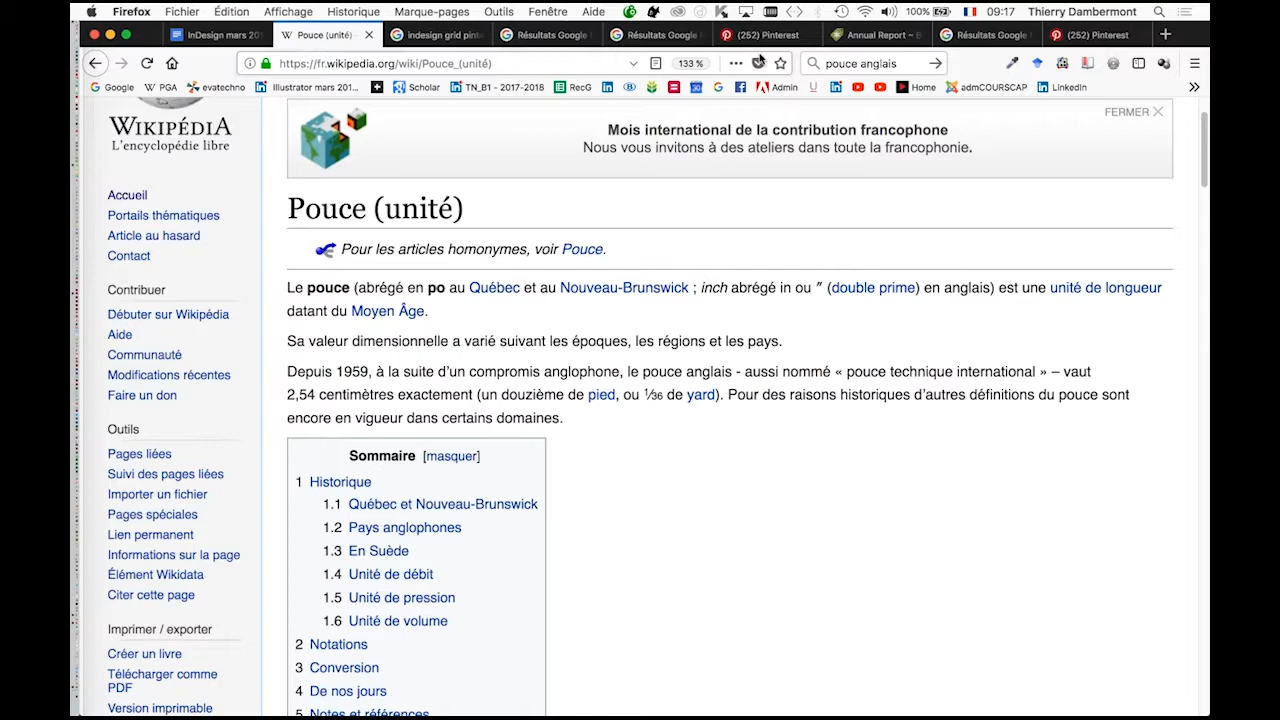 Firefox Fichier Édition Affichage Historique Marque-pages Outils Fenêtre Aide 100% 09:17 Thierry Dambermont
InDesign mars 201
Pouce (unité)
indesign grid pint
Résultats Google
Résultats Google
(252) Pinterest
Annual Report ~ B
Résultats Google
(252) Pinterest
https://fr.wikipedia.org/wiki/Pouce_(unité)
133 %
pouce anglais
Google PGA evatechno Illustrator mars 201... Scholar TN_B1 - 2017-2018 RecG Admin Home admCOURSCAP LinkedIn
WIKIPÉDIA
L'encyclopédie libre
Accueil
Portails thématiques
Article au hasard
Contact
Contribuer
Débuter sur Wikipédia
Aide
Communauté
Modifications récentes
Faire un don
Outils
Pages liées
Suivi des pages liées
Importer un fichier
Pages spéciales
Lien permanent
Informations sur la page
Élément Wikidata
Citer cette page
Imprimer / exporter
Créer un livre
Télécharger comme
PDF
Version imprimable
FERMER
Mois international de la contribution francophone
Nous vous invitons à des ateliers dans toute la francophonie.
Pouce (unité)
Pour les articles homonymes, voir Pouce.
Le pouce (abrégé en po au Québec et au Nouveau-Brunswick ; inch abrégé in ou ″ (double prime) en anglais) est une unité de longueur
datant du Moyen Âge.
Sa valeur dimensionnelle a varié suivant les époques, les régions et les pays.
Depuis 1959, à la suite d'un compromis anglophone, le pouce anglais - aussi nommé « pouce technique international » – vaut
2,54 centimètres exactement (un douzième de pied, ou 1⁄36 de yard). Pour des raisons historiques d'autres définitions du pouce sont
encore en vigueur dans certains domaines.
Sommaire [masquer]
1 Historique
1.1 Québec et Nouveau-Brunswick
1.2 Pays anglophones
1.3 En Suède
1.4 Unité de débit
1.5 Unité de pression
1.6 Unité de volume
2 Notations
3 Conversion
4 De nos jours
5 Notes et références